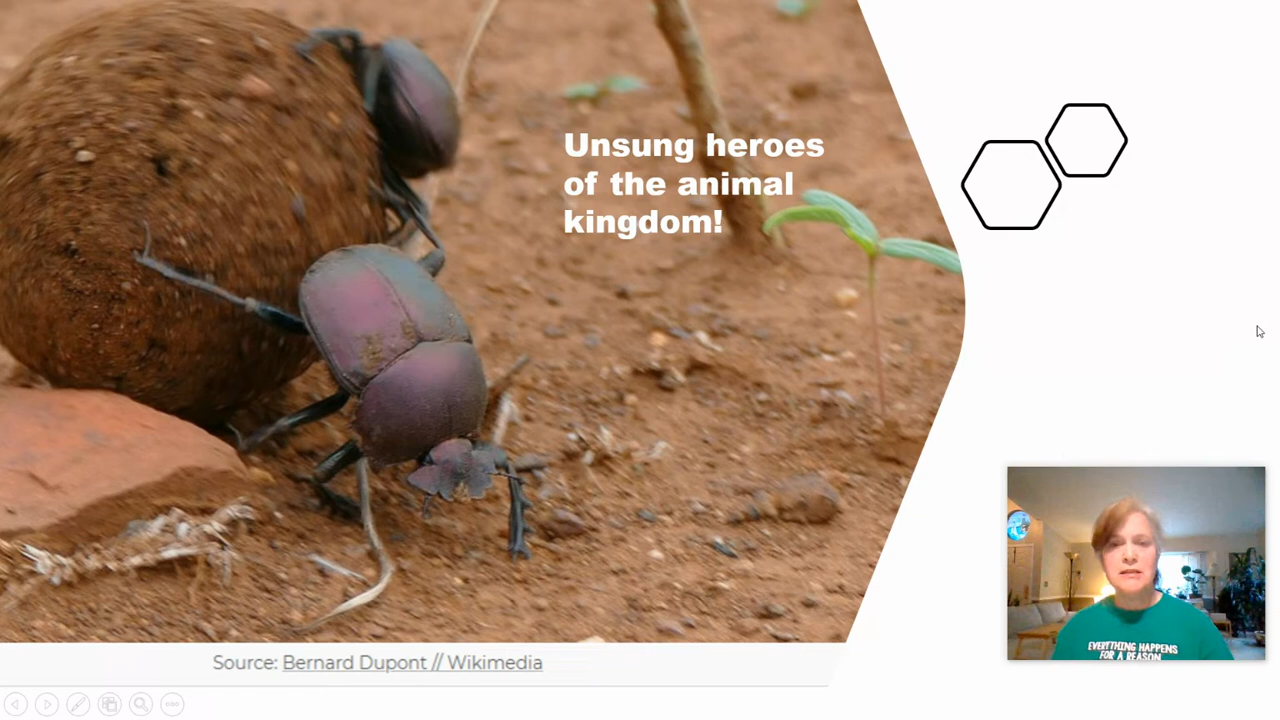 Unsung heroes
of the animal
kingdom!
Source: Bernard Dupont // Wikimedia
EVERYTHING HAPPENS
FOR A REASON